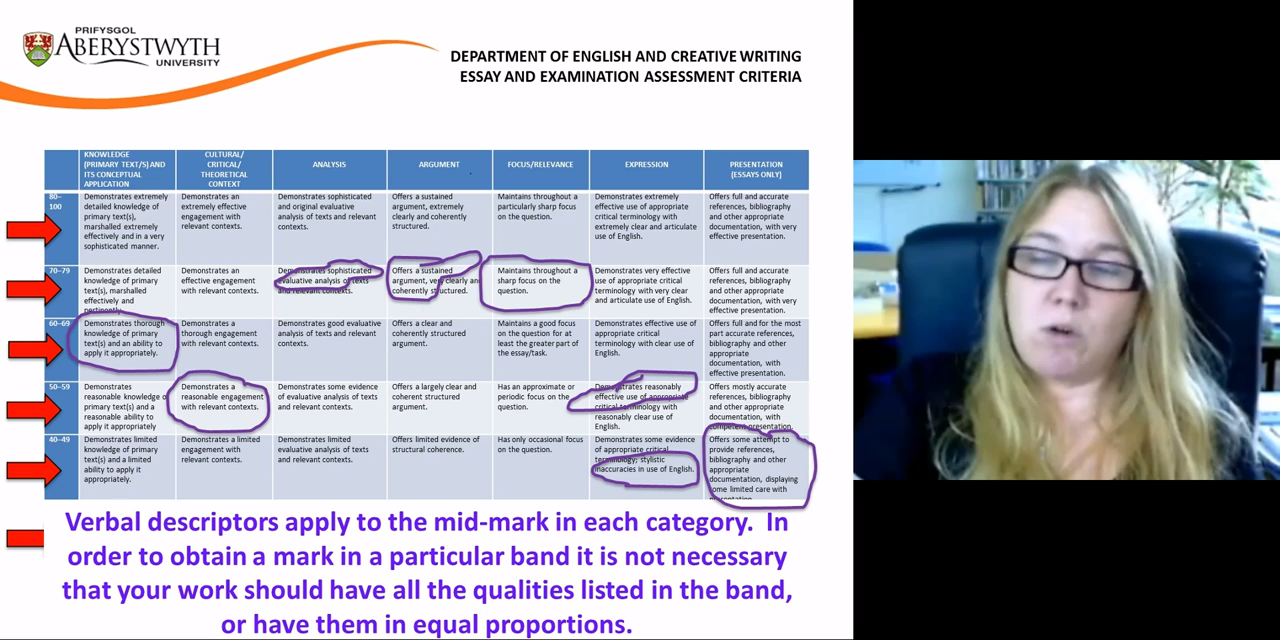 PRIFYSGOL
ABERYSTWYTH
UNIVERSITY
DEPARTMENT OF ENGLISH AND CREATIVE WRITING
ESSAY AND EXAMINATION ASSESSMENT CRITERIA
KNOWLEDGE
(PRIMARY TEXT/S) AND
ITS CONCEPTUAL
APPLICATION
CULTURAL/
CRITICAL/
THEORETICAL
CONTEXT
ANALYSIS
ARGUMENT
FOCUS/RELEVANCE
EXPRESSION
PRESENTATION
(ESSAYS ONLY)
80–
100
Demonstrates extremely
detailed knowledge of
primary text(s),
marshalled extremely
effectively and in a very
sophisticated manner.
Demonstrates an
extremely effective
engagement with
relevant contexts.
Demonstrates sophisticated
and original evaluative
analysis of texts and relevant
contexts.
Offers a sustained
argument, extremely
clearly and coherently
structured.
Maintains throughout a
particularly sharp focus
on the question.
Demonstrates extremely
effective use of appropriate
critical terminology with
extremely clear and articulate
use of English.
Offers full and accurate
references, bibliography
and other appropriate
documentation, with very
effective presentation.
70–79
Demonstrates detailed
knowledge of primary
text(s), marshalled
effectively and
pertinently.
Demonstrates an
effective engagement
with relevant contexts.
Demonstrates sophisticated
evaluative analysis of texts
and relevant contexts.
Offers a sustained
argument, very clearly and
coherently structured.
Maintains throughout a
sharp focus on the
question.
Demonstrates very effective
use of appropriate critical
terminology with very clear
and articulate use of English.
Offers full and accurate
references, bibliography
and other appropriate
documentation, with very
effective presentation.
60–69
Demonstrates thorough
knowledge of primary
text(s) and an ability to
apply it appropriately.
Demonstrates a
thorough engagement
with relevant contexts.
Demonstrates good evaluative
analysis of texts and relevant
contexts.
Offers a clear and
coherently structured
argument.
Maintains a good focus
on the question for at
least the greater part of
the essay/task.
Demonstrates effective use of
appropriate critical
terminology with clear use of
English.
Offers full and for the most
part accurate references,
bibliography and other
appropriate
documentation, with
effective presentation.
50–59
Demonstrates
reasonable knowledge of
primary text(s) and a
reasonable ability to
apply it appropriately
Demonstrates a
reasonable engagement
with relevant contexts.
Demonstrates some evidence
of evaluative analysis of texts
and relevant contexts.
Offers a largely clear and
coherent structured
argument.
Has an approximate or
periodic focus on the
question.
Demonstrates reasonably
effective use of appropriate
critical terminology with
reasonably clear use of
English.
Offers mostly accurate
references, bibliography
and other appropriate
documentation, with
competent presentation.
40–49
Demonstrates limited
knowledge of primary
text(s) and a limited
ability to apply it
appropriately.
Demonstrates a limited
engagement with
relevant contexts.
Demonstrates limited
evaluative analysis of texts
and relevant contexts.
Offers limited evidence of
structural coherence.
Has only occasional focus
on the question.
Demonstrates some evidence
of appropriate critical
terminology; stylistic
inaccuracies in use of English.
Offers some attempt to
provide references,
bibliography and other
appropriate
documentation, displaying
some limited care with
presentation.
Verbal descriptors apply to the mid-mark in each category. In
order to obtain a mark in a particular band it is not necessary
that your work should have all the qualities listed in the band,
or have them in equal proportions.